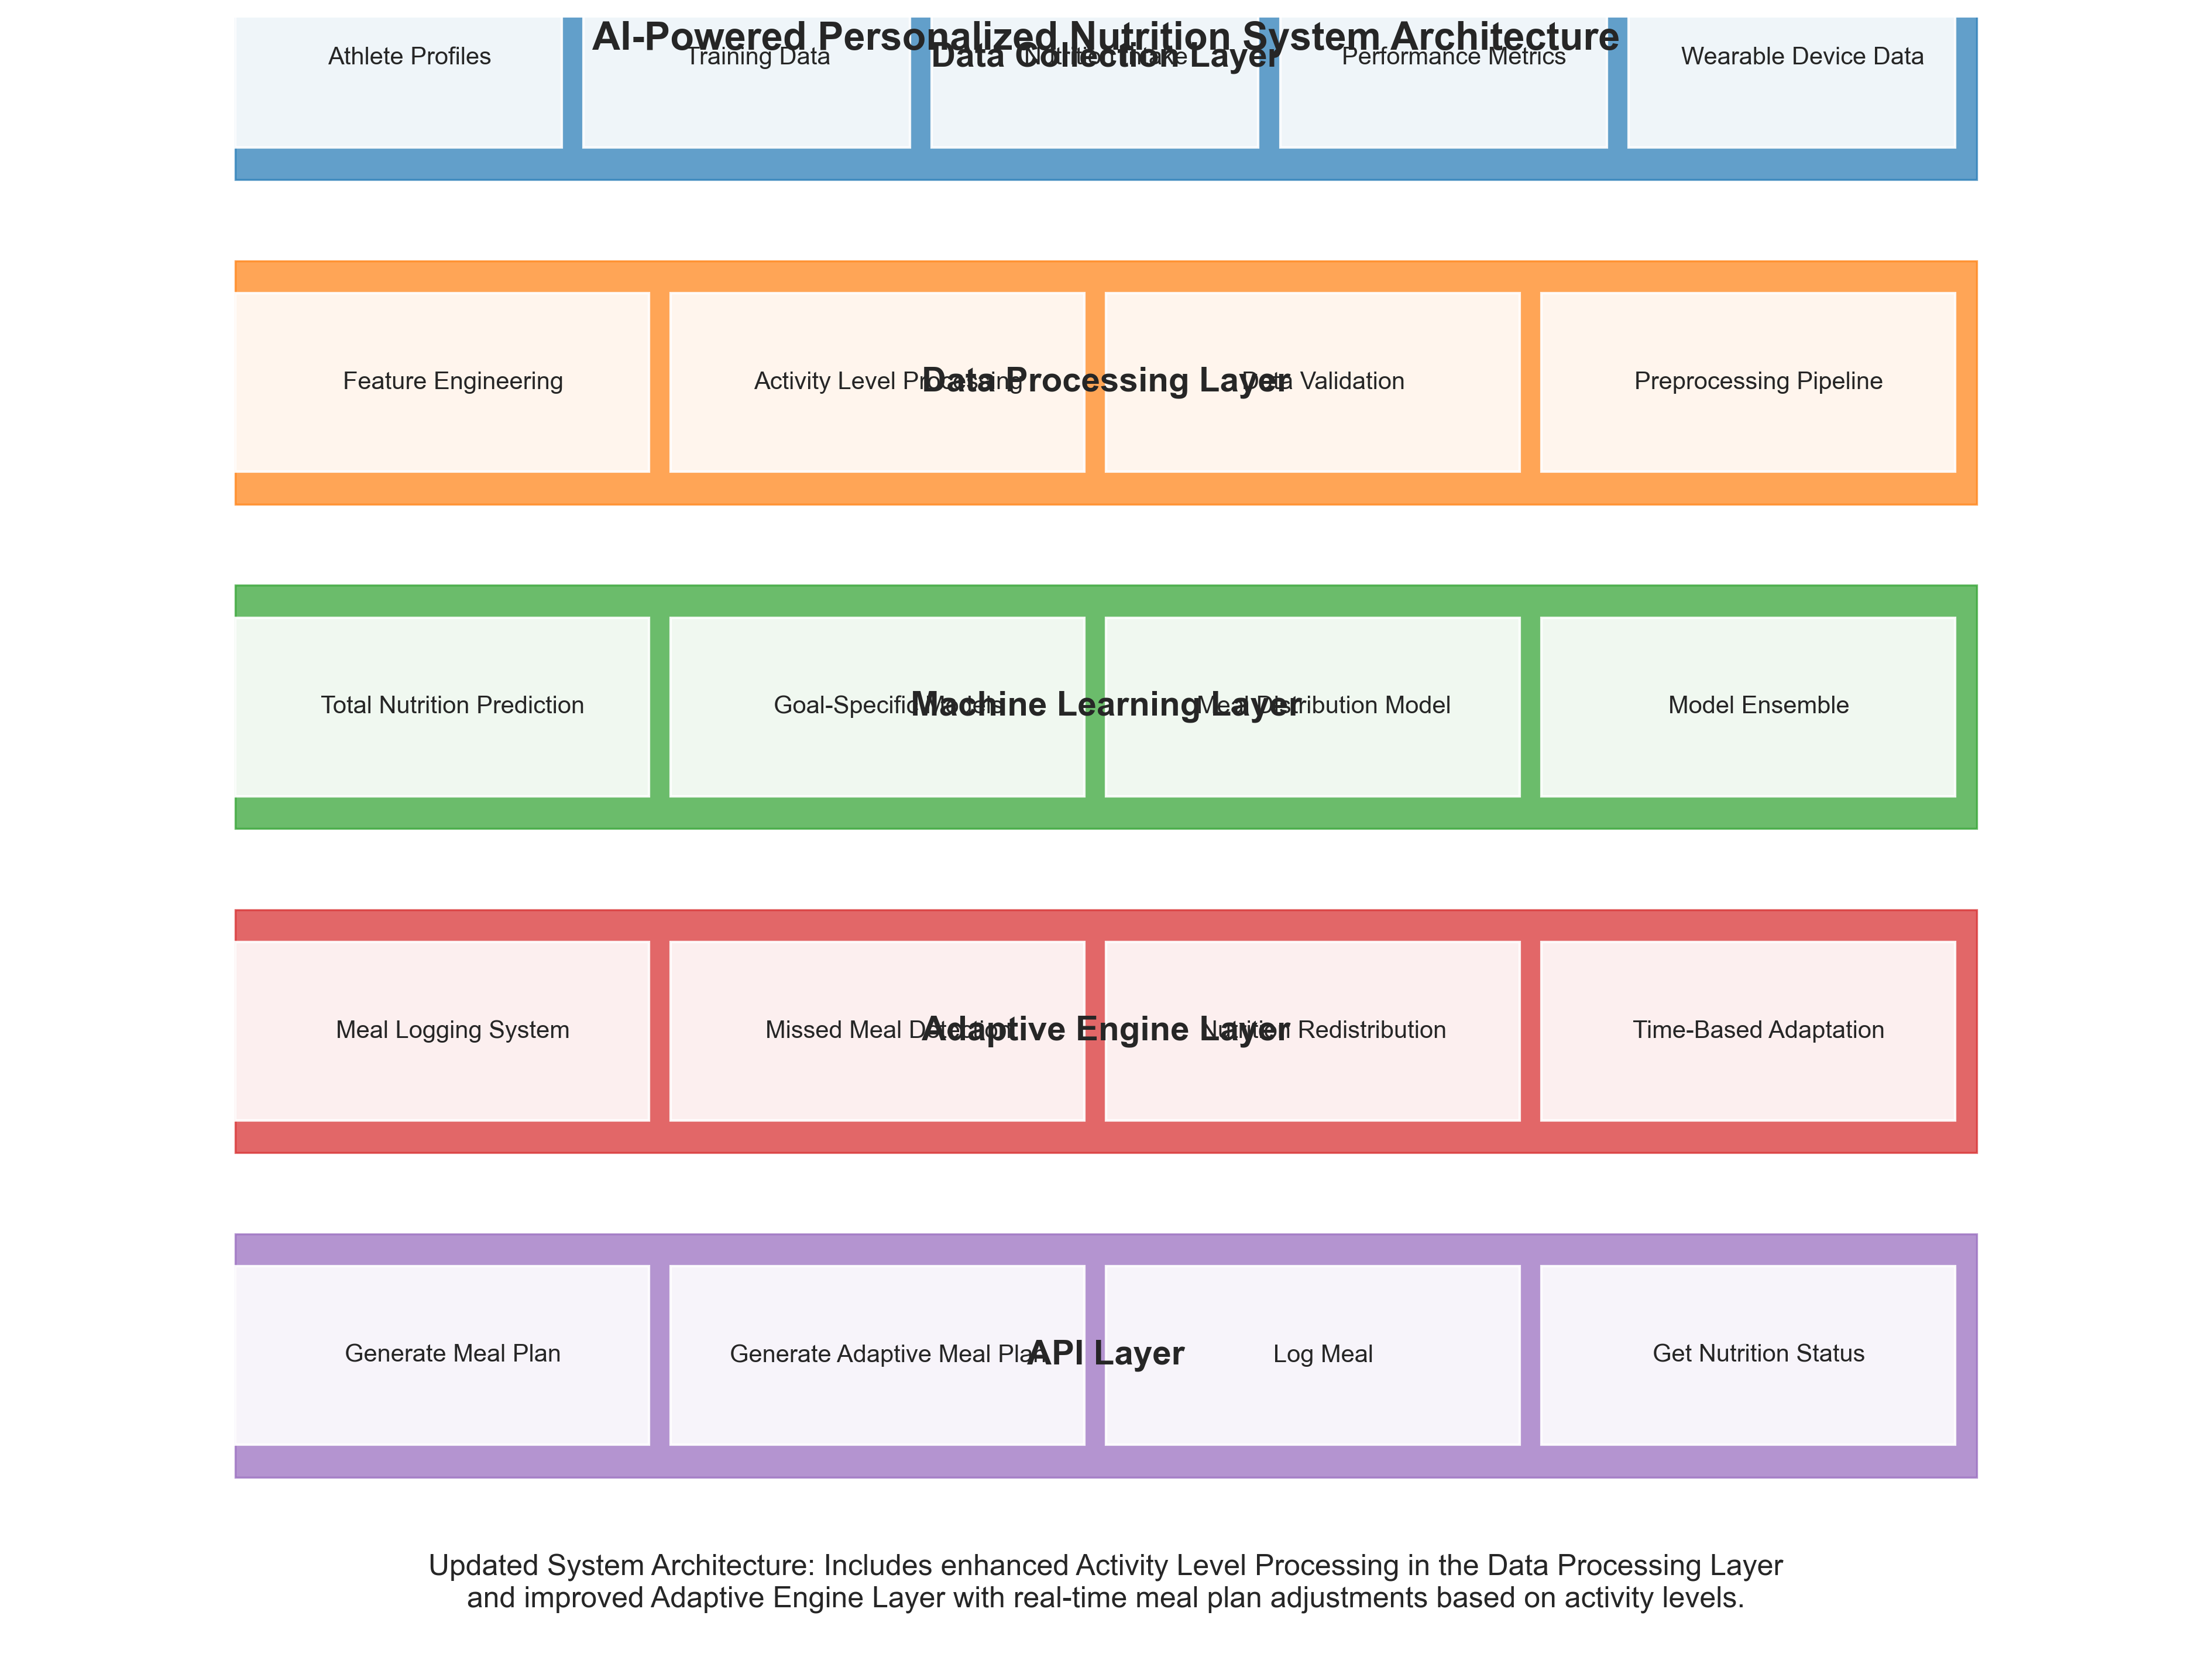 AI-Powered Personalized Nutrition System Architecture
Data Collection Layer
Athlete Profiles
Training Data
Nutrition Intake
Performance Metrics
Wearable Device Data
Data Processing Layer
Feature Engineering
Activity Level Processing
Data Validation
Preprocessing Pipeline
Machine Learning Layer
Total Nutrition Prediction
Goal-Specific Models
Meal Distribution Model
Model Ensemble
Adaptive Engine Layer
Meal Logging System
Missed Meal Detection
Nutrition Redistribution
Time-Based Adaptation
API Layer
Generate Meal Plan
Generate Adaptive Meal Plan
Log Meal
Get Nutrition Status
Updated System Architecture: Includes enhanced Activity Level Processing in the Data Processing Layer
and improved Adaptive Engine Layer with real-time meal plan adjustments based on activity levels.